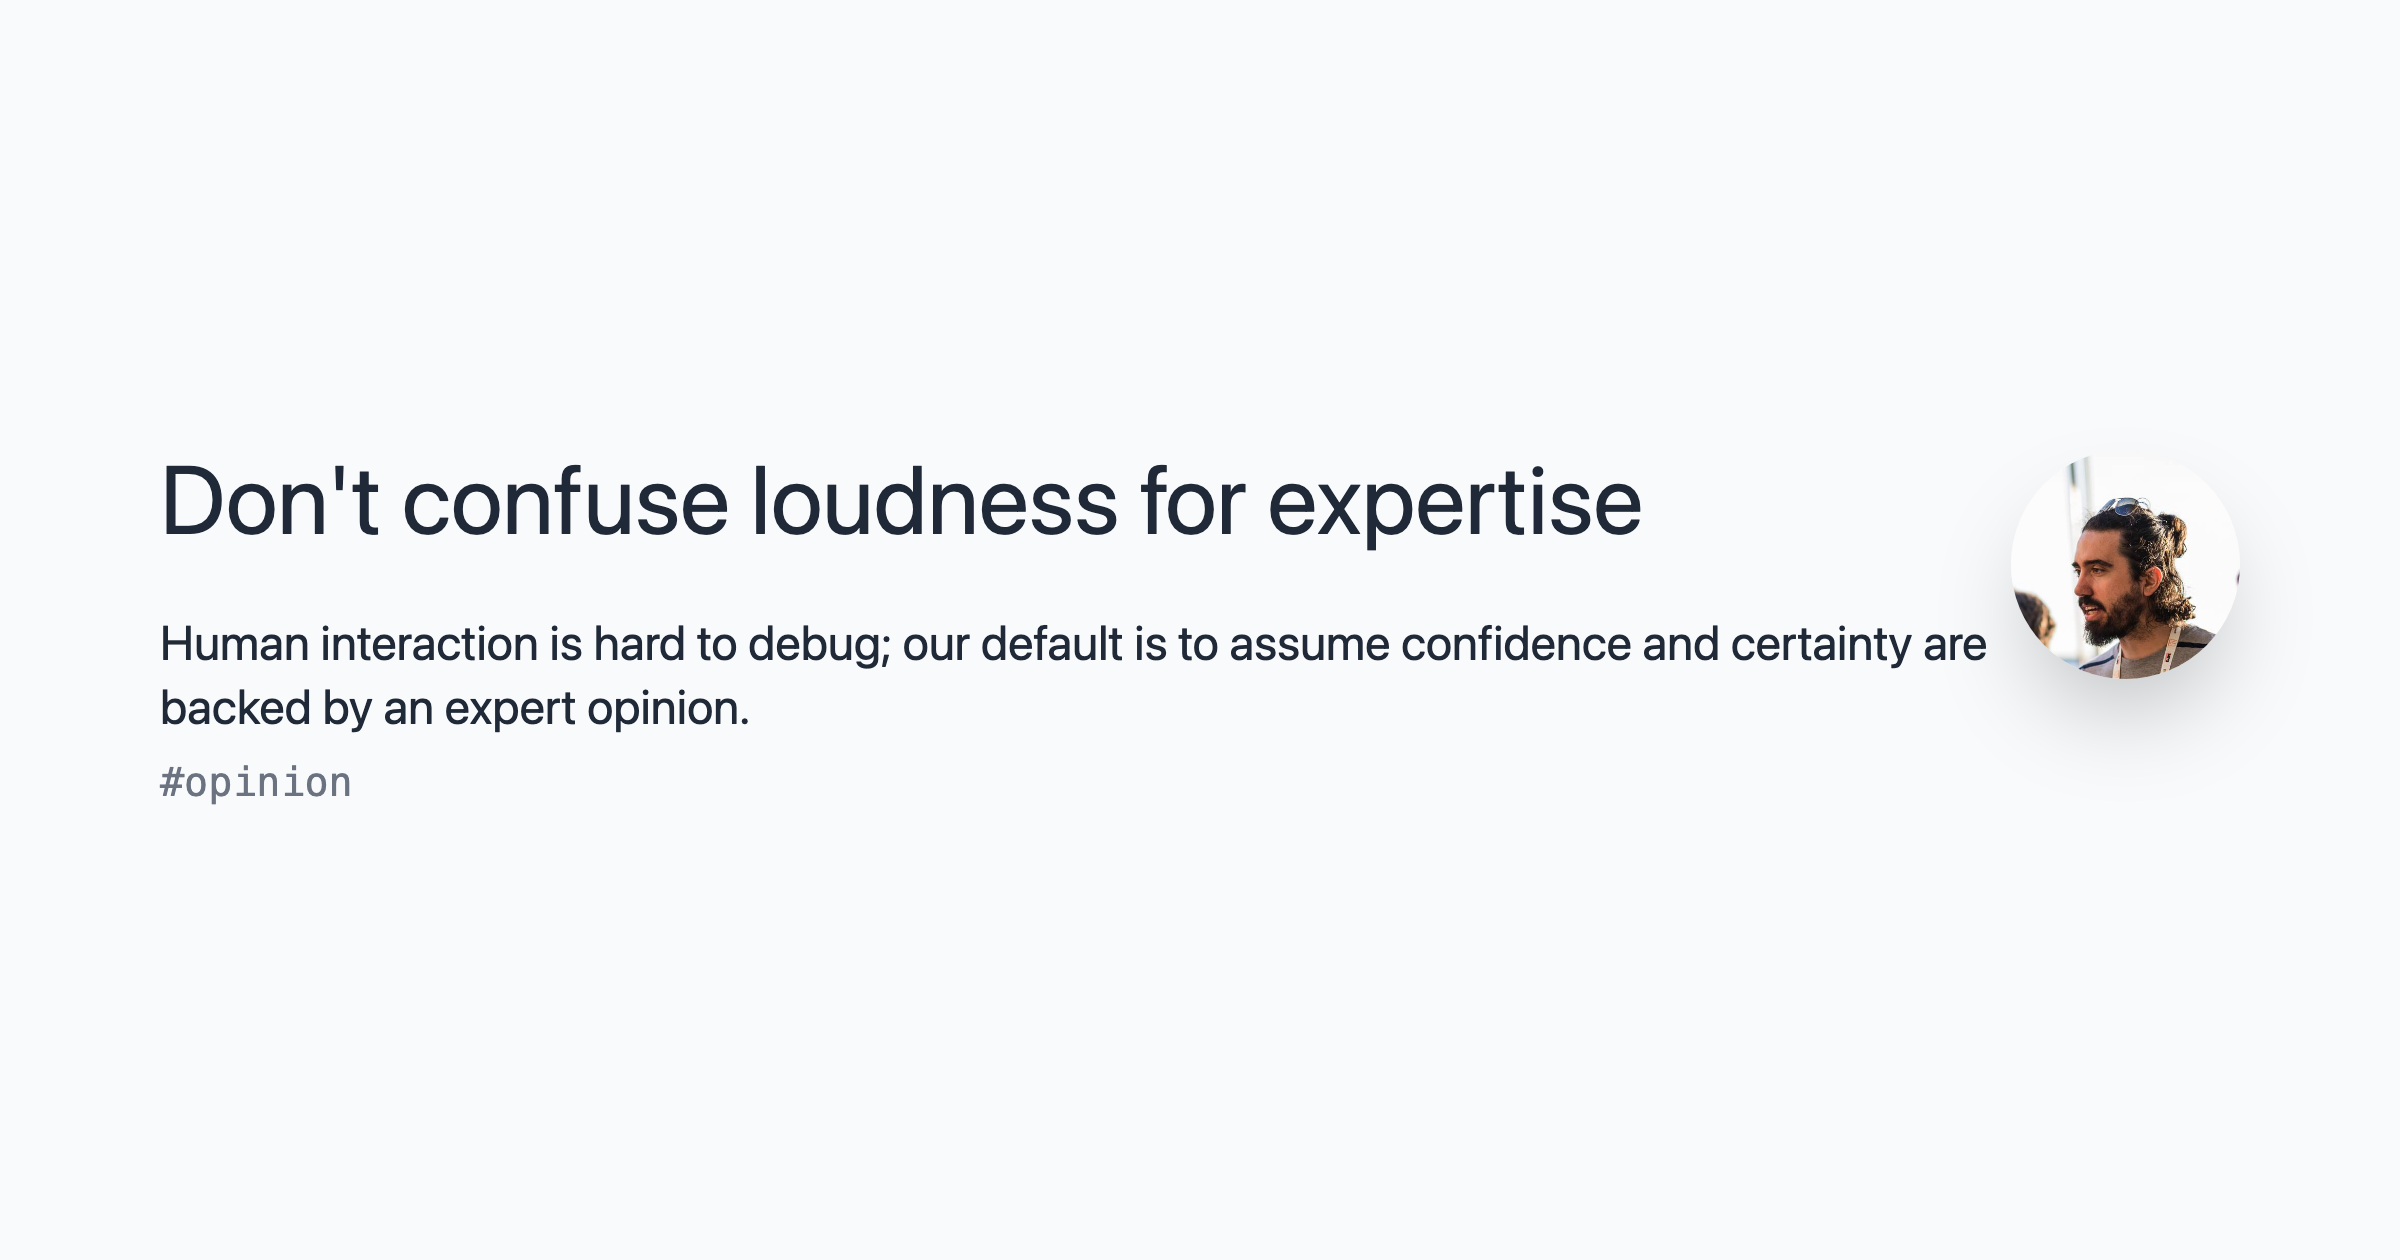 Don't confuse loudness for expertise
Human interaction is hard to debug; our default is to assume confidence and certainty are
backed by an expert opinion.
#opinion